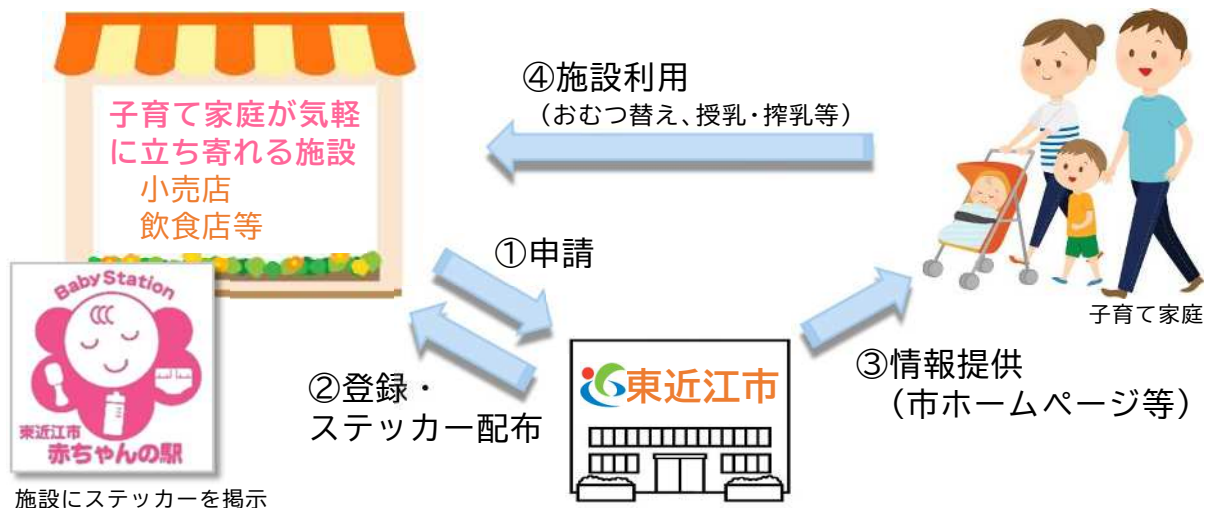 子育て家庭が気軽
に立ち寄れる施設
小売店
飲食店等
④施設利用
（おむつ替え、授乳・搾乳等）
①申請
子育て家庭
Baby Station
東近江市
赤ちゃんの駅
施設にステッカーを掲示
②登録・
ステッカー配布
東近江市
③情報提供
（市ホームページ等）